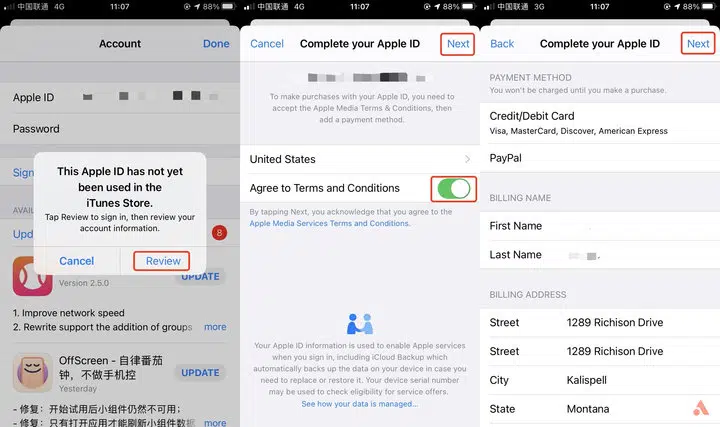 中国联通 4G 11:07 88%
Account Done
Apple ID
Password
This Apple ID has not yet
been used in the
iTunes Store.
Tap Review to sign in, then review your
account information.
Cancel Review
Sign
AVAI
Upd 8
Version 2.5.0
UPDATE
1. Improve network speed
2. Rewrite support the addition of groups more
OffScreen - 自律番茄
钟，不做手机控
Yesterday
UPDATE
- 修复：开始试用后小组件仍然不可用；
- 修复：只有打开应用才能刷新小组件数据 more
中国联通 4G 11:07 88%
Cancel Complete your Apple ID Next
To make purchases with your Apple ID, you need to
accept the Apple Media Terms & Conditions, then
add a payment method.
United States
Agree to Terms and Conditions
By tapping Next, you acknowledge that you agree to the
Apple Media Services Terms and Conditions.
Your Apple ID information is used to enable Apple services
when you sign in, including iCloud Backup which
automatically backs up the data on your device in case you
need to replace or restore it. Your device serial number
may be used to check eligibility for service offers.
See how your data is managed...
中国联通 3G 11:07 88%
Back Complete your Apple ID Next
PAYMENT METHOD
You won't be charged until you make a purchase.
Credit/Debit Card
Visa, MasterCard, Discover, American Express
PayPal
BILLING NAME
First Name
Last Name
BILLING ADDRESS
Street 1289 Richison Drive
Street 1289 Richison Drive
City Kalispell
State Montana